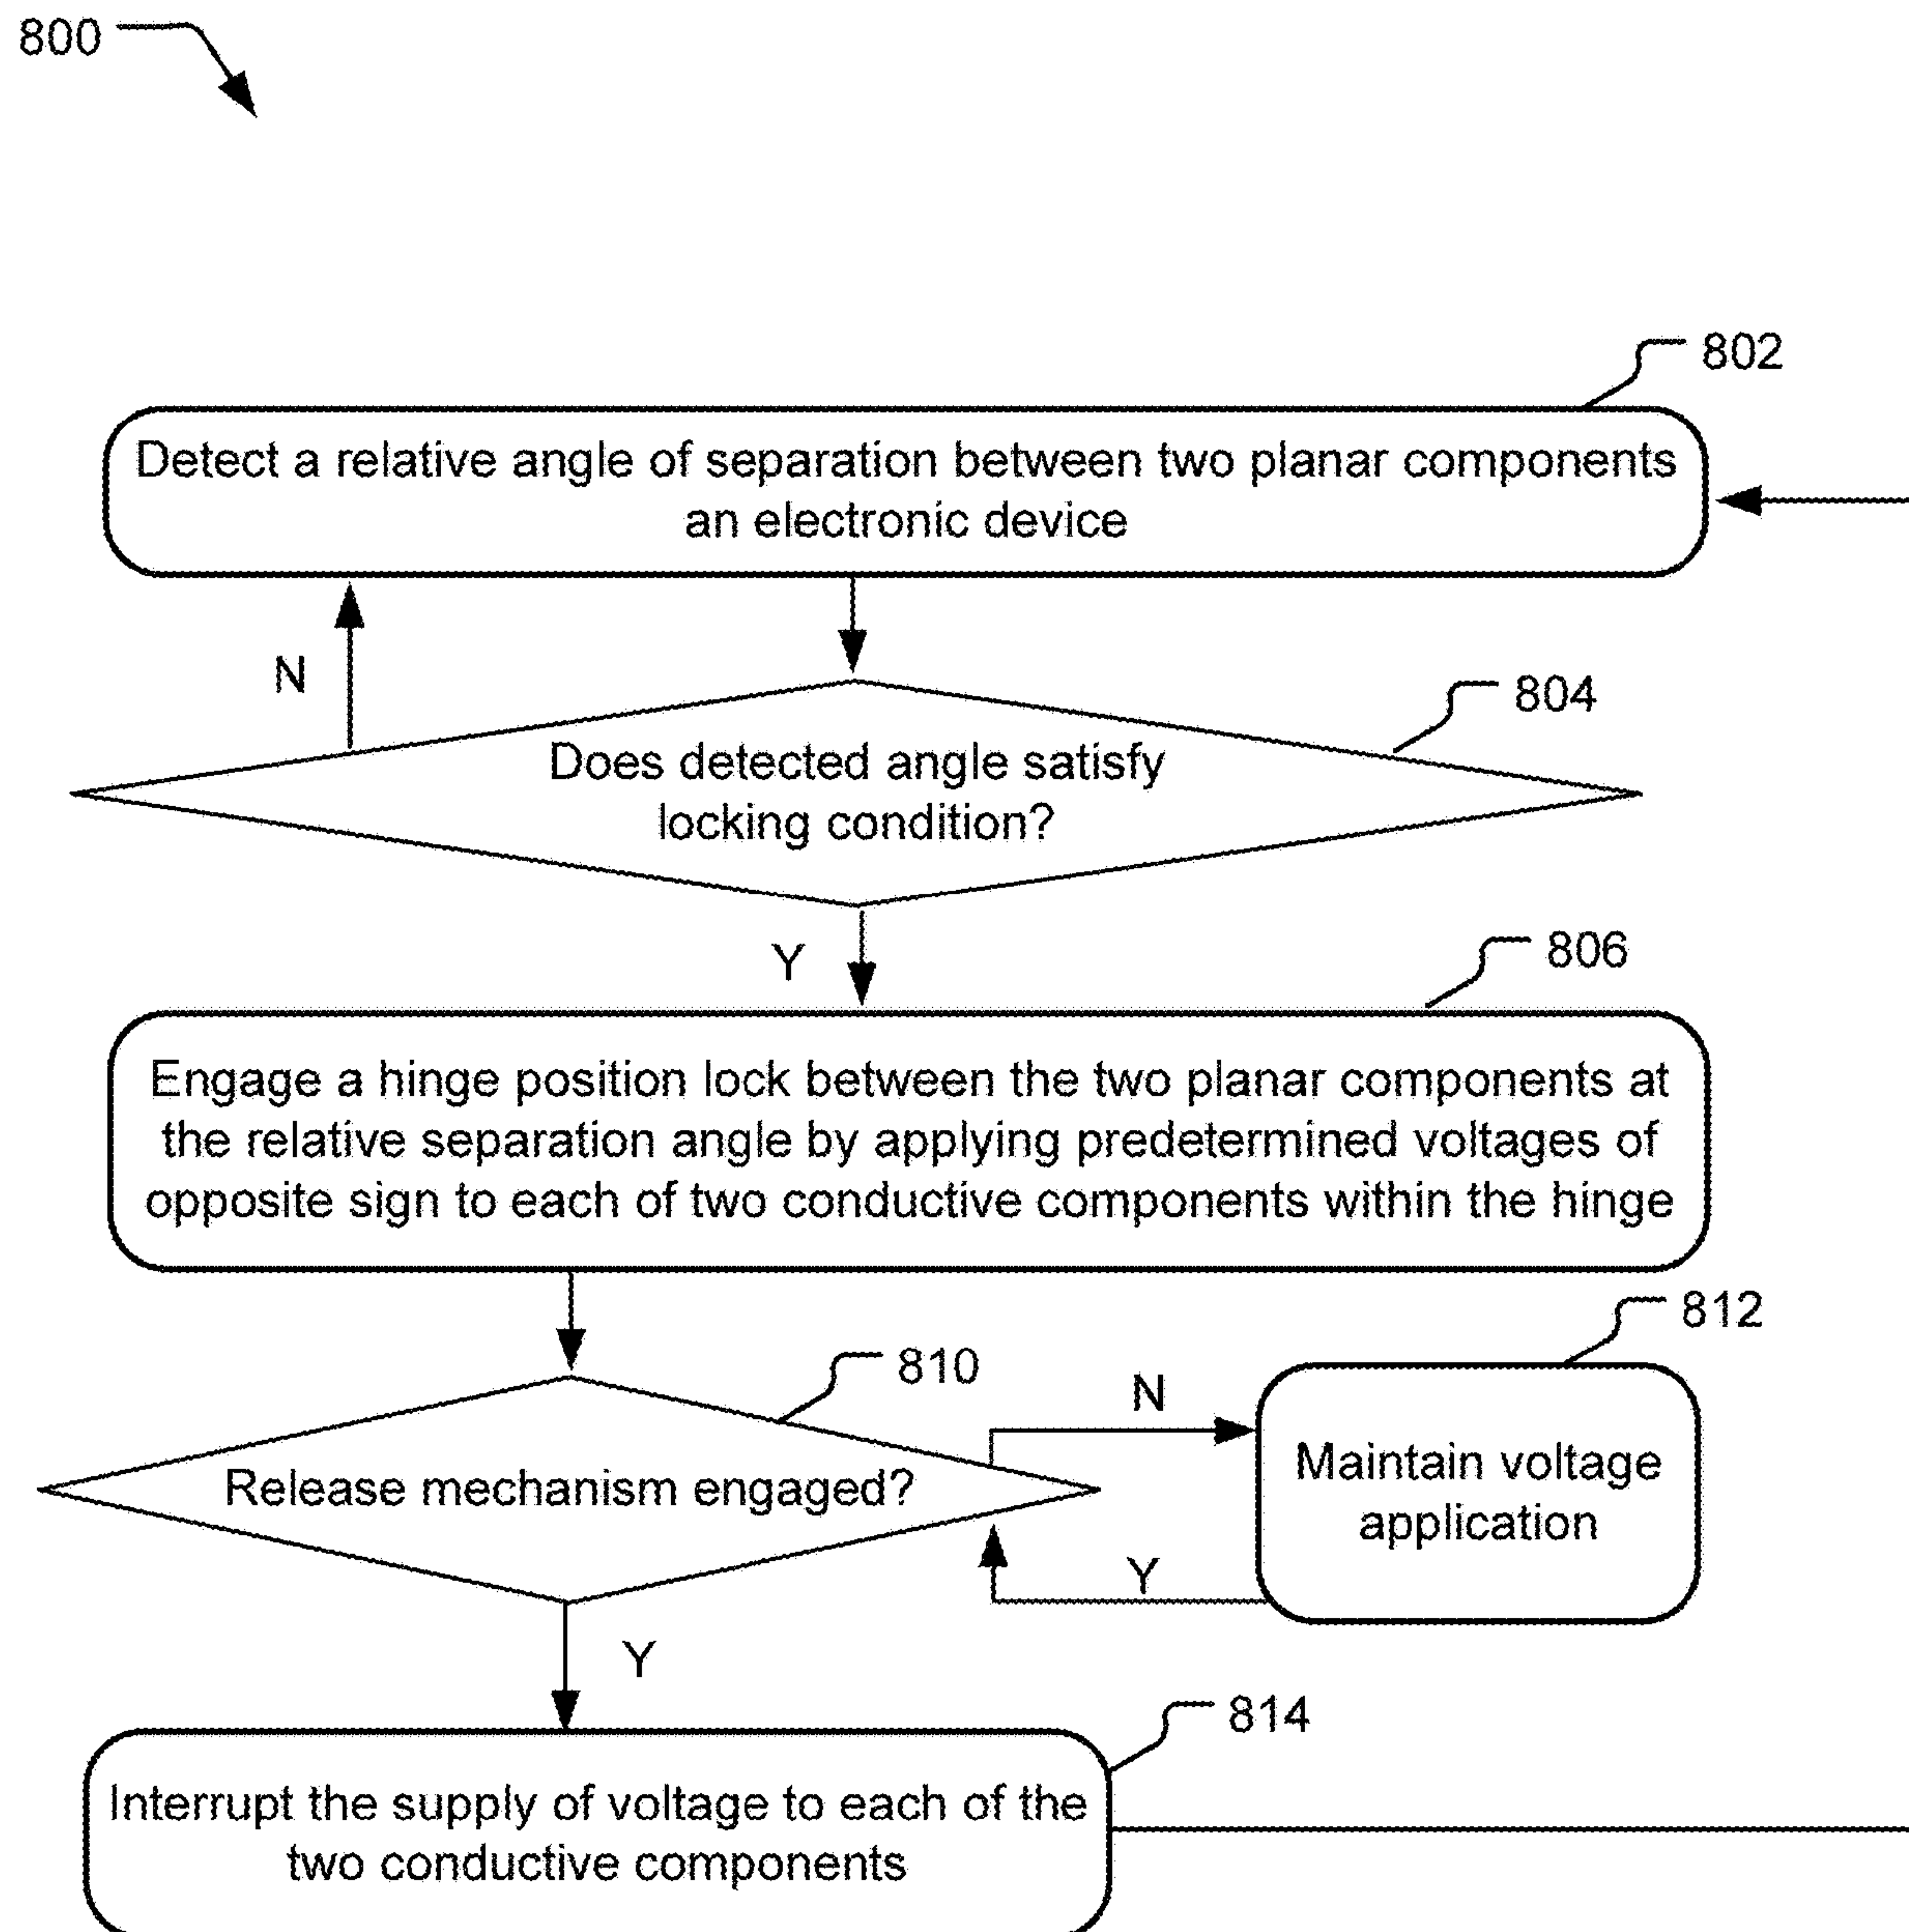 800
802
Detect a relative angle of separation between two planar components
an electronic device
N
804
Does detected angle satisfy
locking condition?
Y
806
Engage a hinge position lock between the two planar components at
the relative separation angle by applying predetermined voltages of
opposite sign to each of two conductive components within the hinge
812
810
N
Release mechanism engaged?
Maintain voltage
application
Y
Y
814
Interrupt the supply of voltage to each of the
two conductive components